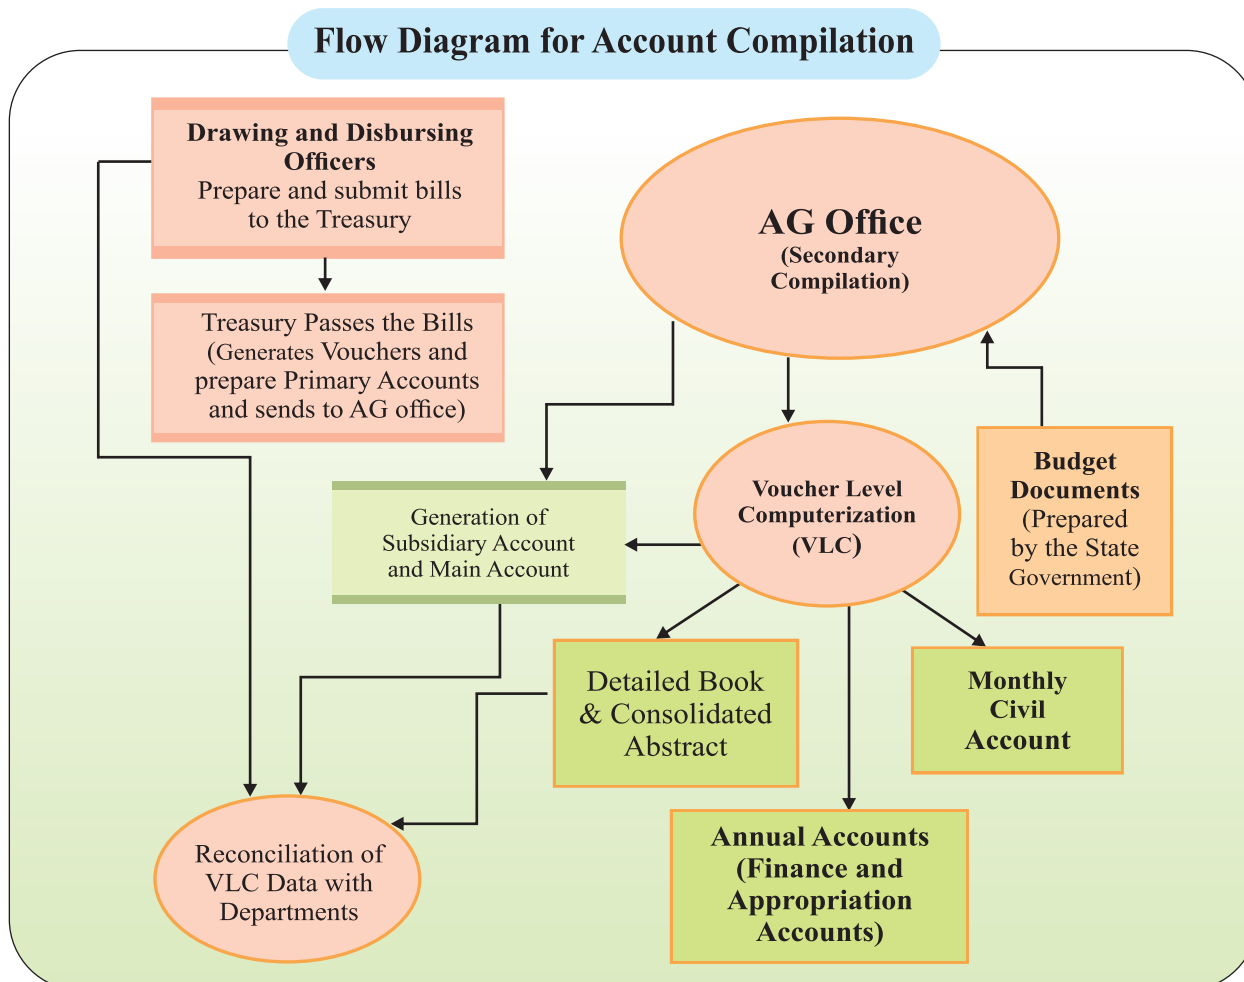 Flow Diagram for Account Compilation
Drawing and Disbursing
Officers
Prepare and submit bills
to the Treasury
Treasury Passes the Bills
(Generates Vouchers and
prepare Primary Accounts
and sends to AG office)
AG Office
(Secondary
Compilation)
Generation of
Subsidiary Account
and Main Account
Voucher Level
Computerization
(VLC)
Budget
Documents
(Prepared
by the State
Government)
Detailed Book
& Consolidated
Abstract
Monthly
Civil
Account
Reconciliation of
VLC Data with
Departments
Annual Accounts
(Finance and
Appropriation
Accounts)